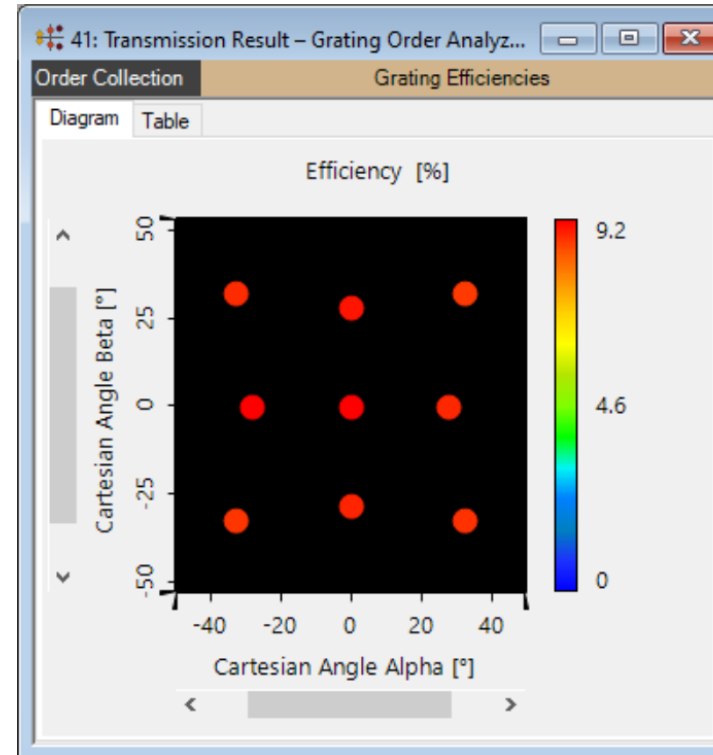 41: Transmission Result – Grating Order Analyz...
Order Collection Grating Efficiencies
Diagram Table
Efficiency [%]
50
25
0
-25
-50
Cartesian Angle Beta [°]
9.2
4.6
0
-40 -20 0 20 40
Cartesian Angle Alpha [°]